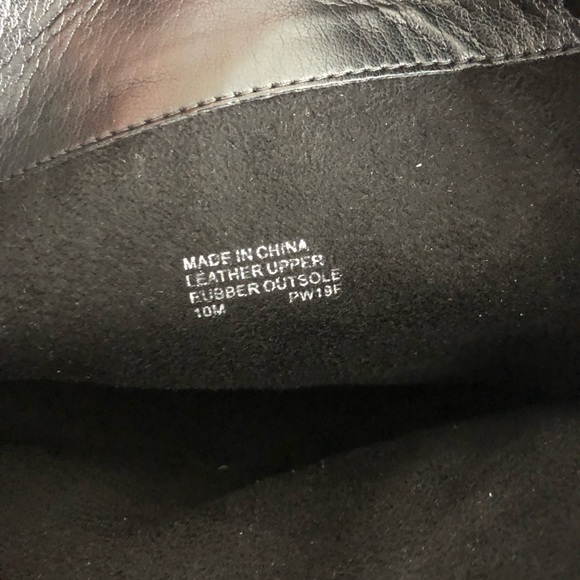 MADE IN CHINA
LEATHER UPPER
RUBBER OUTSOLE
10M PW19F